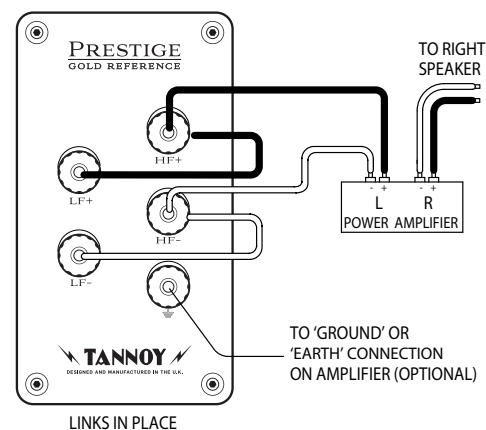 PRESTIGE
GOLD REFERENCE
TO RIGHT
SPEAKER
HF+
LF+
- + - +
L R
POWER AMPLIFIER
HF-
LF-
TO ‘GROUND’ OR
‘EARTH’ CONNECTION
ON AMPLIFIER (OPTIONAL)
TANNOY
DESIGNED AND MANUFACTURED IN THE U.K.
LINKS IN PLACE